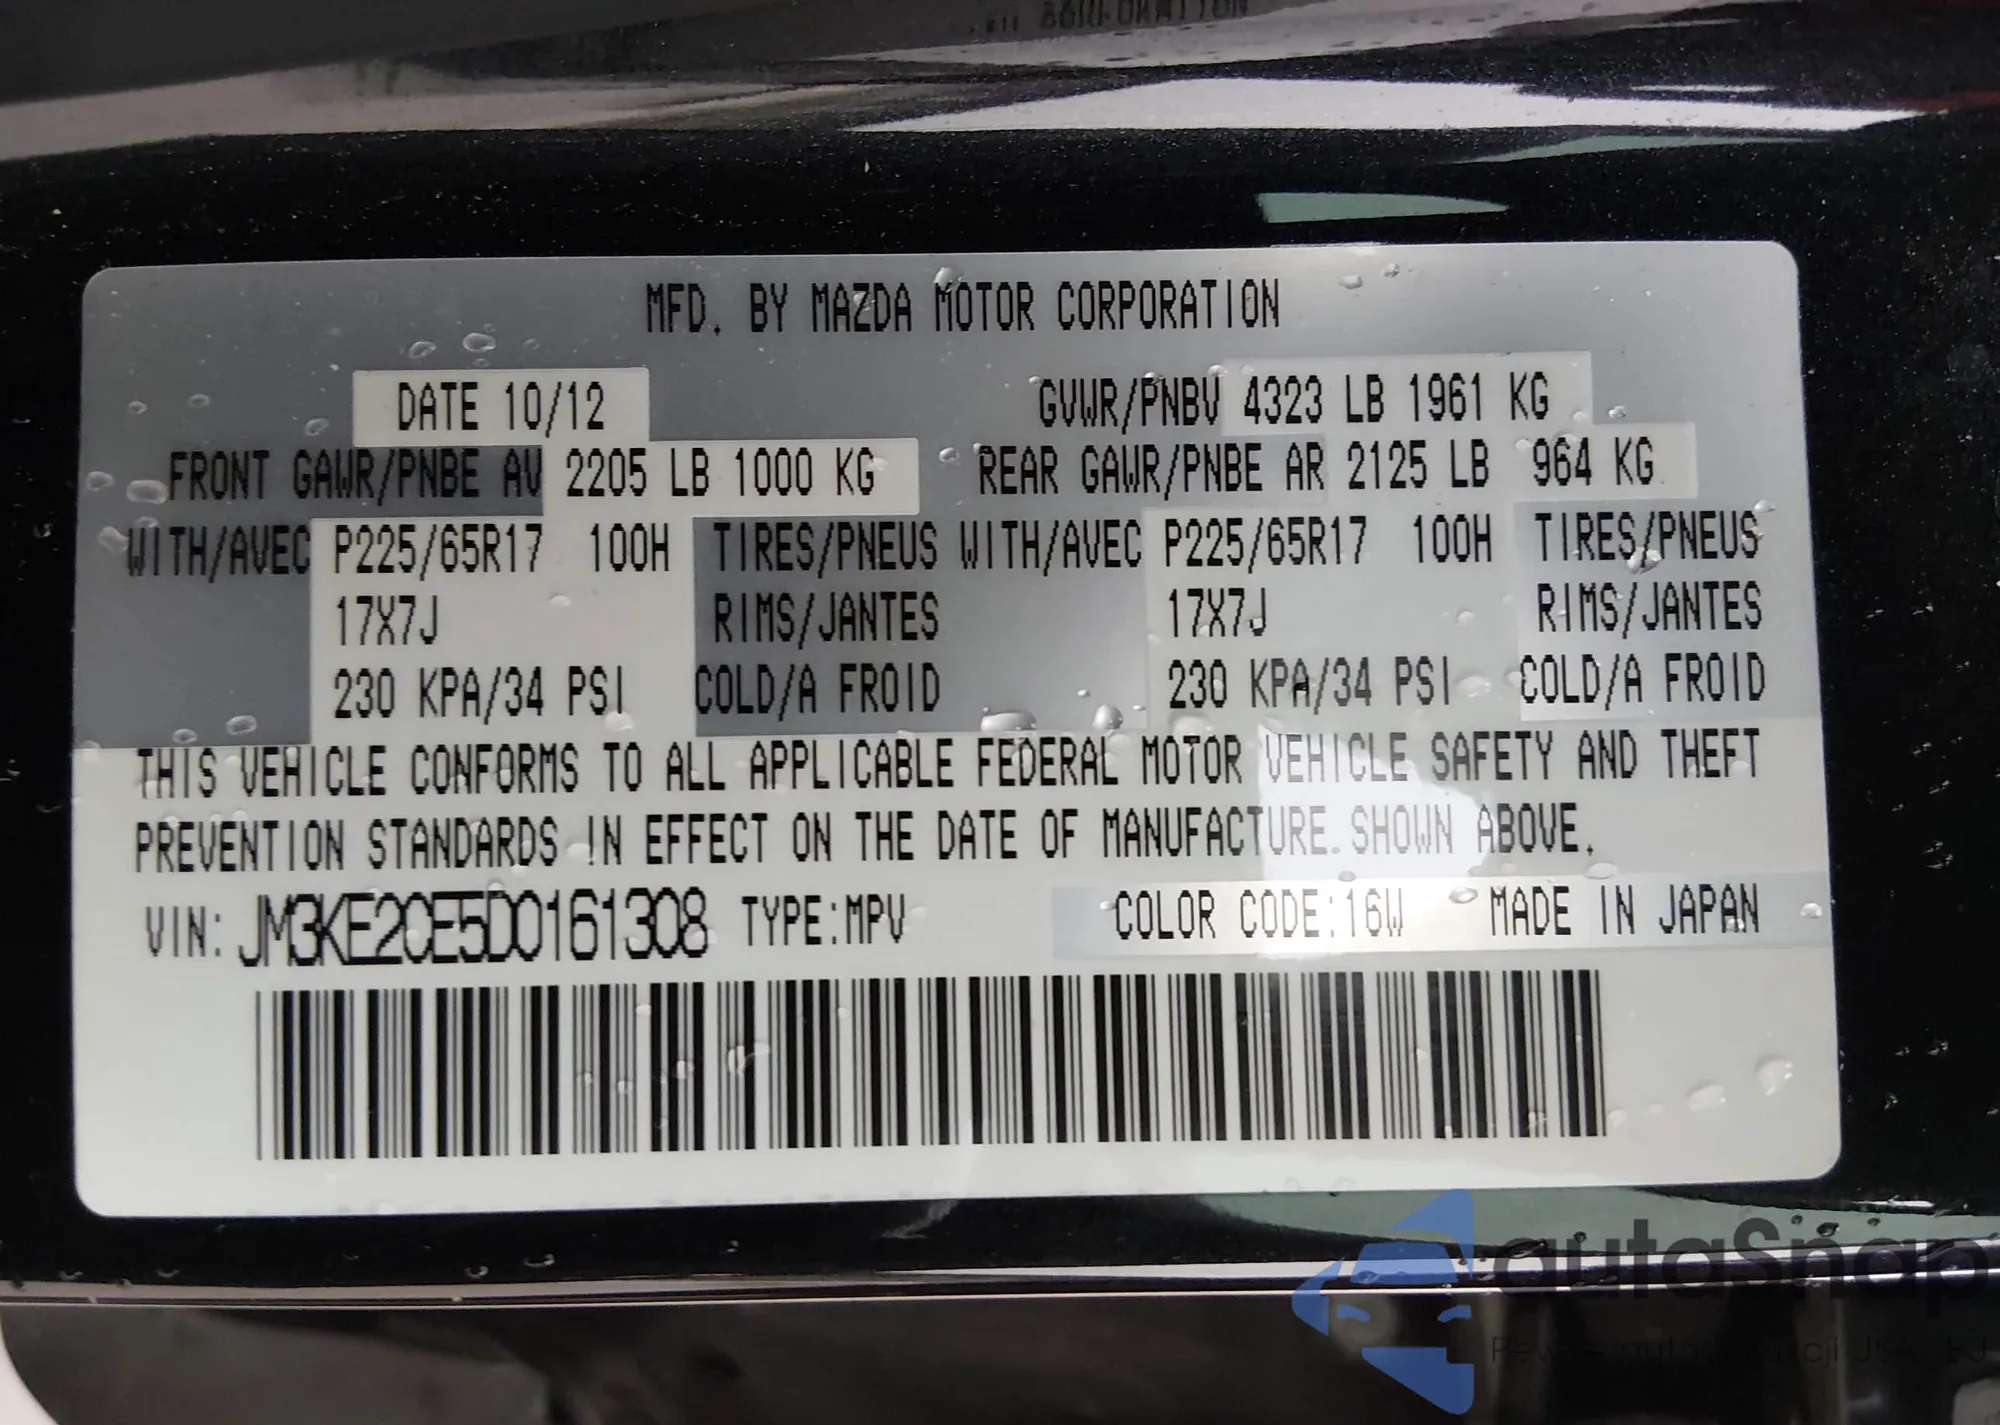 MFD. BY MAZDA MOTOR CORPORATION
DATE 10/12 GVWR/PNBV 4323 LB 1961 KG
FRONT GAWR/PNBE AV 2205 LB 1000 KG REAR GAWR/PNBE AR 2125 LB 964 KG
WITH/AVEC P225/65R17 100H TIRES/PNEUS WITH/AVEC P225/65R17 100H TIRES/PNEUS
17X7J RIMS/JANTES 17X7J RIMS/JANTES
230 KPA/34 PSI COLD/A FROID 230 KPA/34 PSI COLD/A FROID
THIS VEHICLE CONFORMS TO ALL APPLICABLE FEDERAL MOTOR VEHICLE SAFETY AND THEFT
PREVENTION STANDARDS IN EFFECT ON THE DATE OF MANUFACTURE SHOWN ABOVE.
VIN: JM3KE2CE5D0161308 TYPE:MPV COLOR CODE:16W MADE IN JAPAN
autaSnap